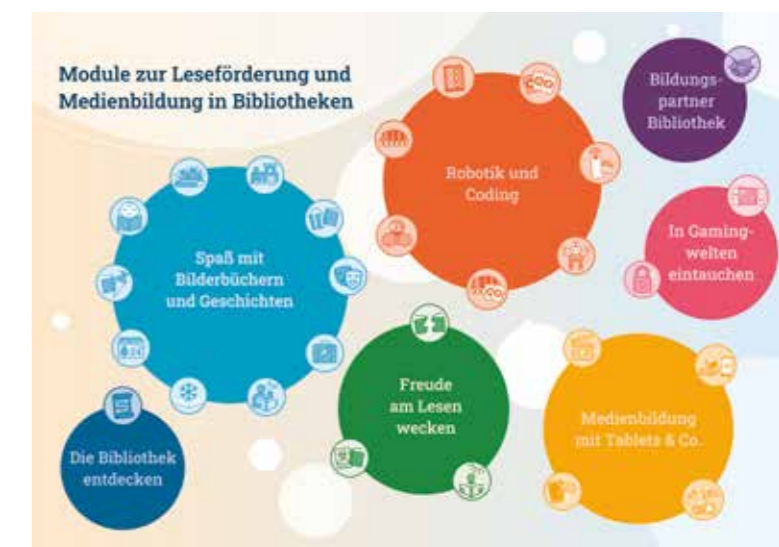 Module zur Leseförderung und
Medienbildung in Bibliotheken
Bildungs-
partner
Bibliothek
Robotik und
Coding
In Gaming-
welten
eintauchen
Spaß mit
Bilderbüchern
und Geschichten
Freude
am Lesen
wecken
Medienbildung
mit Tablets & Co.
Die Bibliothek
entdecken